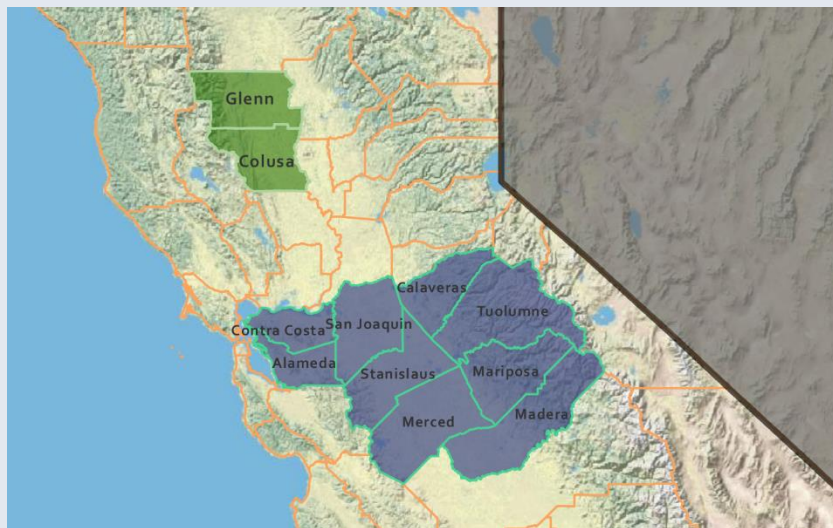 Glenn
Colusa
Calaveras
Tuolumne
Contra Costa
San Joaquin
Alameda
Stanislaus
Mariposa
Merced
Madera